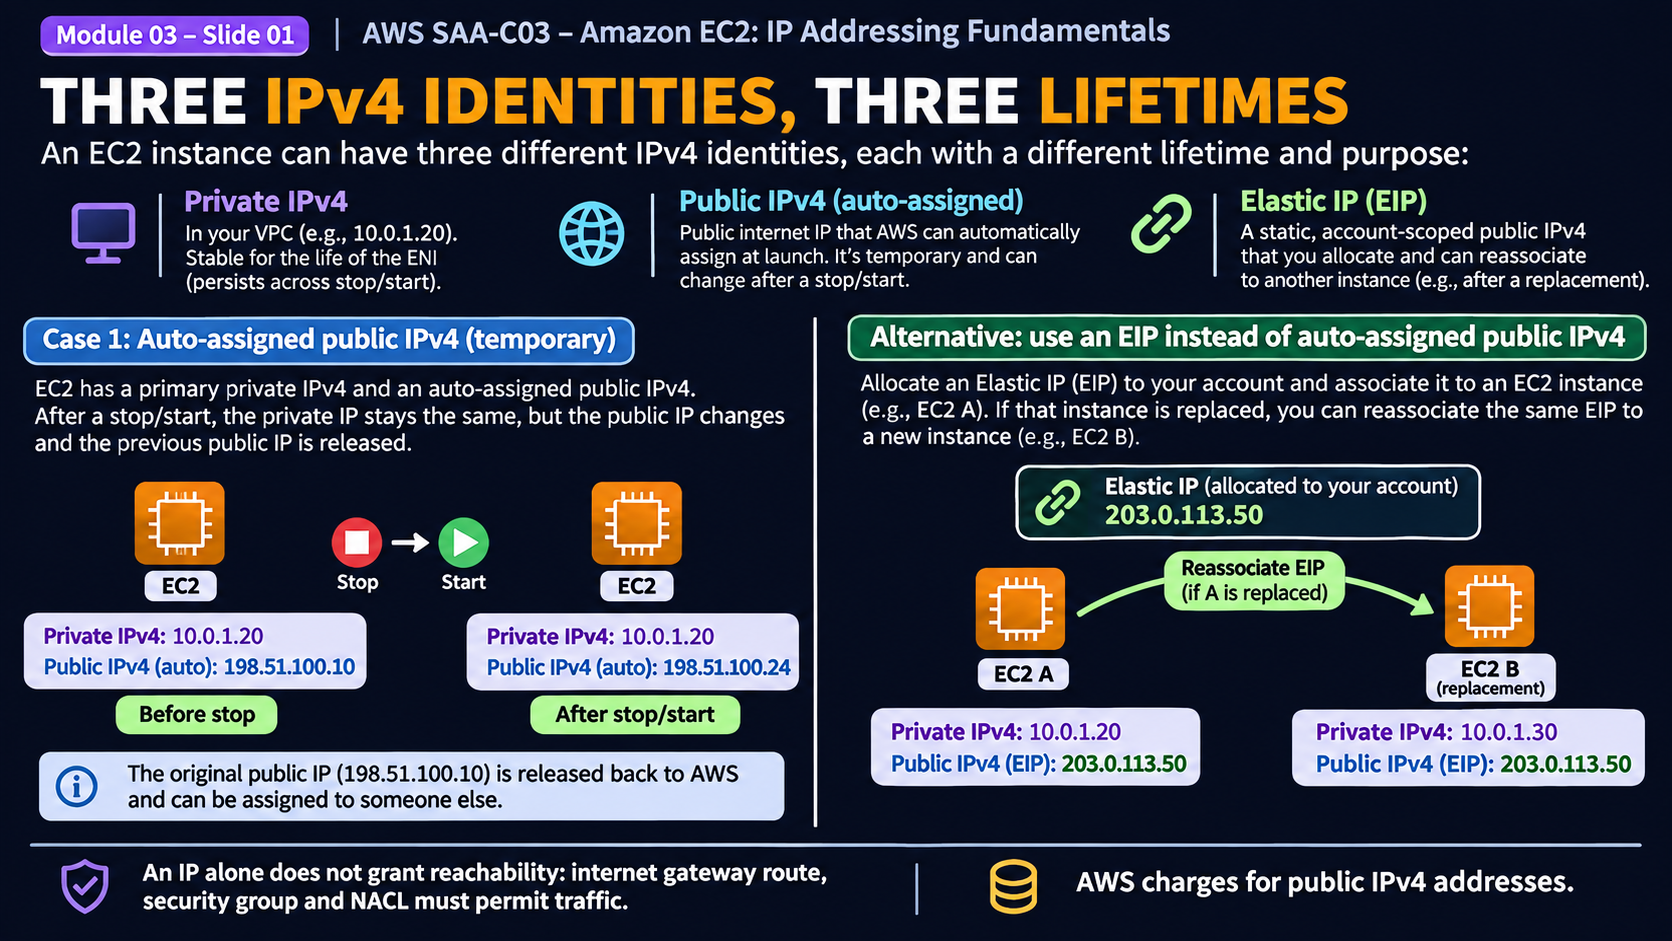 Module 03 – Slide 01
AWS SAA-C03 – Amazon EC2: IP Addressing Fundamentals
THREE IPv4 IDENTITIES, THREE LIFETIMES
An EC2 instance can have three different IPv4 identities, each with a different lifetime and purpose:
Private IPv4
In your VPC (e.g., 10.0.1.20).
Stable for the life of the ENI
(persists across stop/start).
Public IPv4 (auto-assigned)
Public internet IP that AWS can automatically
assign at launch. It's temporary and can
change after a stop/start.
Elastic IP (EIP)
A static, account-scoped public IPv4
that you allocate and can reassociate
to another instance (e.g., after a replacement).
Case 1: Auto-assigned public IPv4 (temporary)
EC2 has a primary private IPv4 and an auto-assigned public IPv4.
After a stop/start, the private IP stays the same, but the public IP changes
and the previous public IP is released.
EC2
Stop
Start
EC2
Private IPv4: 10.0.1.20
Public IPv4 (auto): 198.51.100.10
Before stop
Private IPv4: 10.0.1.20
Public IPv4 (auto): 198.51.100.24
After stop/start
The original public IP (198.51.100.10) is released back to AWS
and can be assigned to someone else.
Alternative: use an EIP instead of auto-assigned public IPv4
Allocate an Elastic IP (EIP) to your account and associate it to an EC2 instance
(e.g., EC2 A). If that instance is replaced, you can reassociate the same EIP to
a new instance (e.g., EC2 B).
Elastic IP (allocated to your account)
203.0.113.50
Reassociate EIP
(if A is replaced)
EC2 A
EC2 B
(replacement)
Private IPv4: 10.0.1.20
Public IPv4 (EIP): 203.0.113.50
Private IPv4: 10.0.1.30
Public IPv4 (EIP): 203.0.113.50
An IP alone does not grant reachability: internet gateway route,
security group and NACL must permit traffic.
AWS charges for public IPv4 addresses.